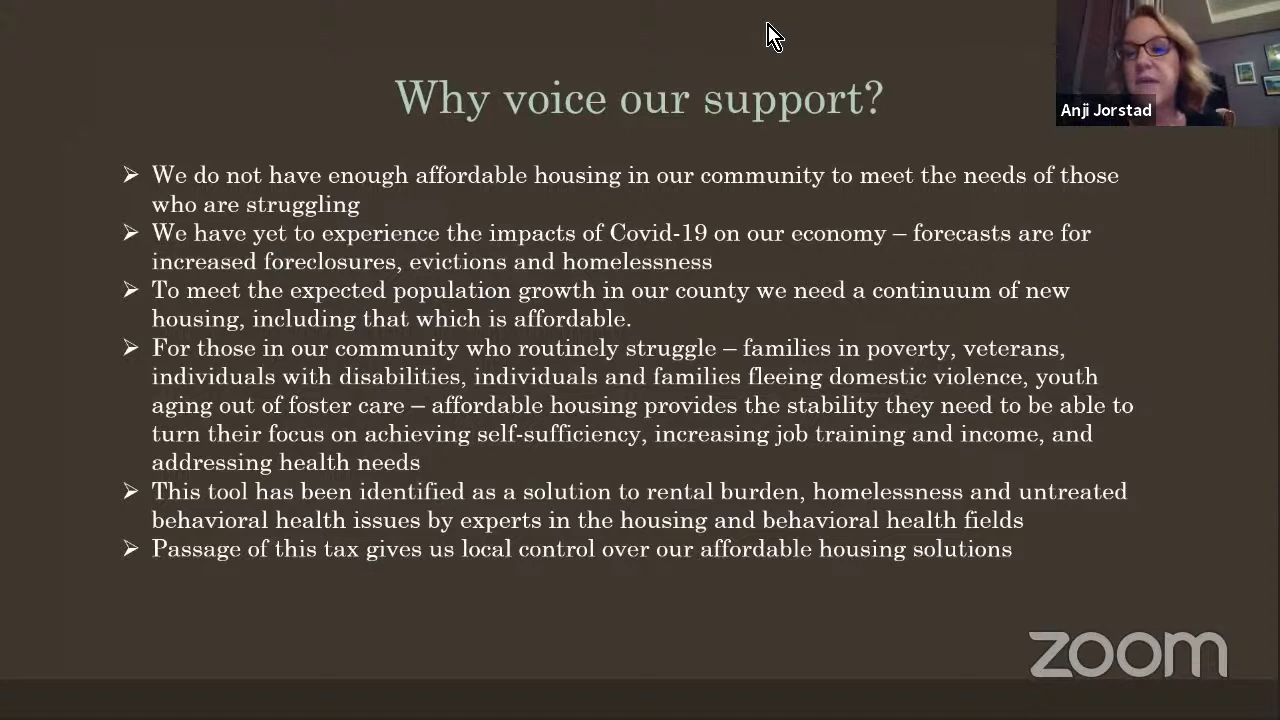 Why voice our support?
Anji Jorstad
➢ We do not have enough affordable housing in our community to meet the needs of those
who are struggling
➢ We have yet to experience the impacts of Covid-19 on our economy – forecasts are for
increased foreclosures, evictions and homelessness
➢ To meet the expected population growth in our county we need a continuum of new
housing, including that which is affordable.
➢ For those in our community who routinely struggle – families in poverty, veterans,
individuals with disabilities, individuals and families fleeing domestic violence, youth
aging out of foster care – affordable housing provides the stability they need to be able to
turn their focus on achieving self-sufficiency, increasing job training and income, and
addressing health needs
➢ This tool has been identified as a solution to rental burden, homelessness and untreated
behavioral health issues by experts in the housing and behavioral health fields
➢ Passage of this tax gives us local control over our affordable housing solutions
zoom